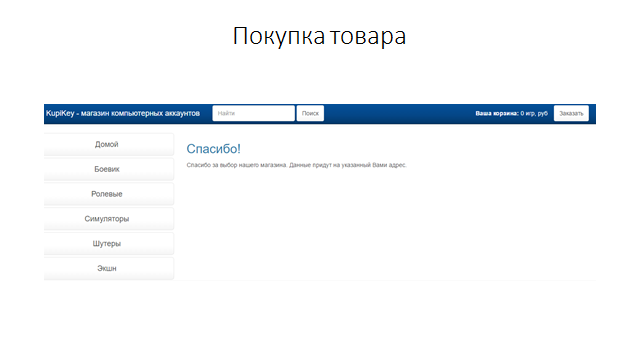 Покупка товара
KupiKey - магазин компьютерных аккаунтов Найти Поиск Ваша корзина: 0 игр, руб Заказать
Домой
Боевик
Ролевые
Симуляторы
Шутеры
Экшн
Спасибо!
Спасибо за выбор нашего магазина. Данные придут на указанный Вами адрес.